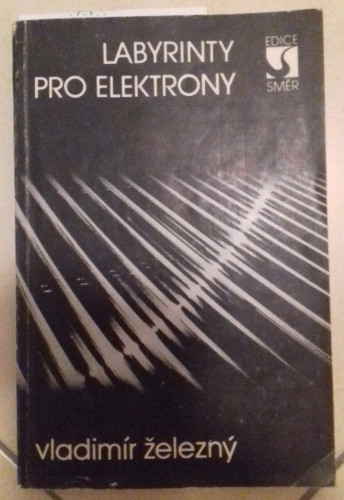 LABYRINTY
PRO ELEKTRONY
EDICE
SMĚR
vladimír železný